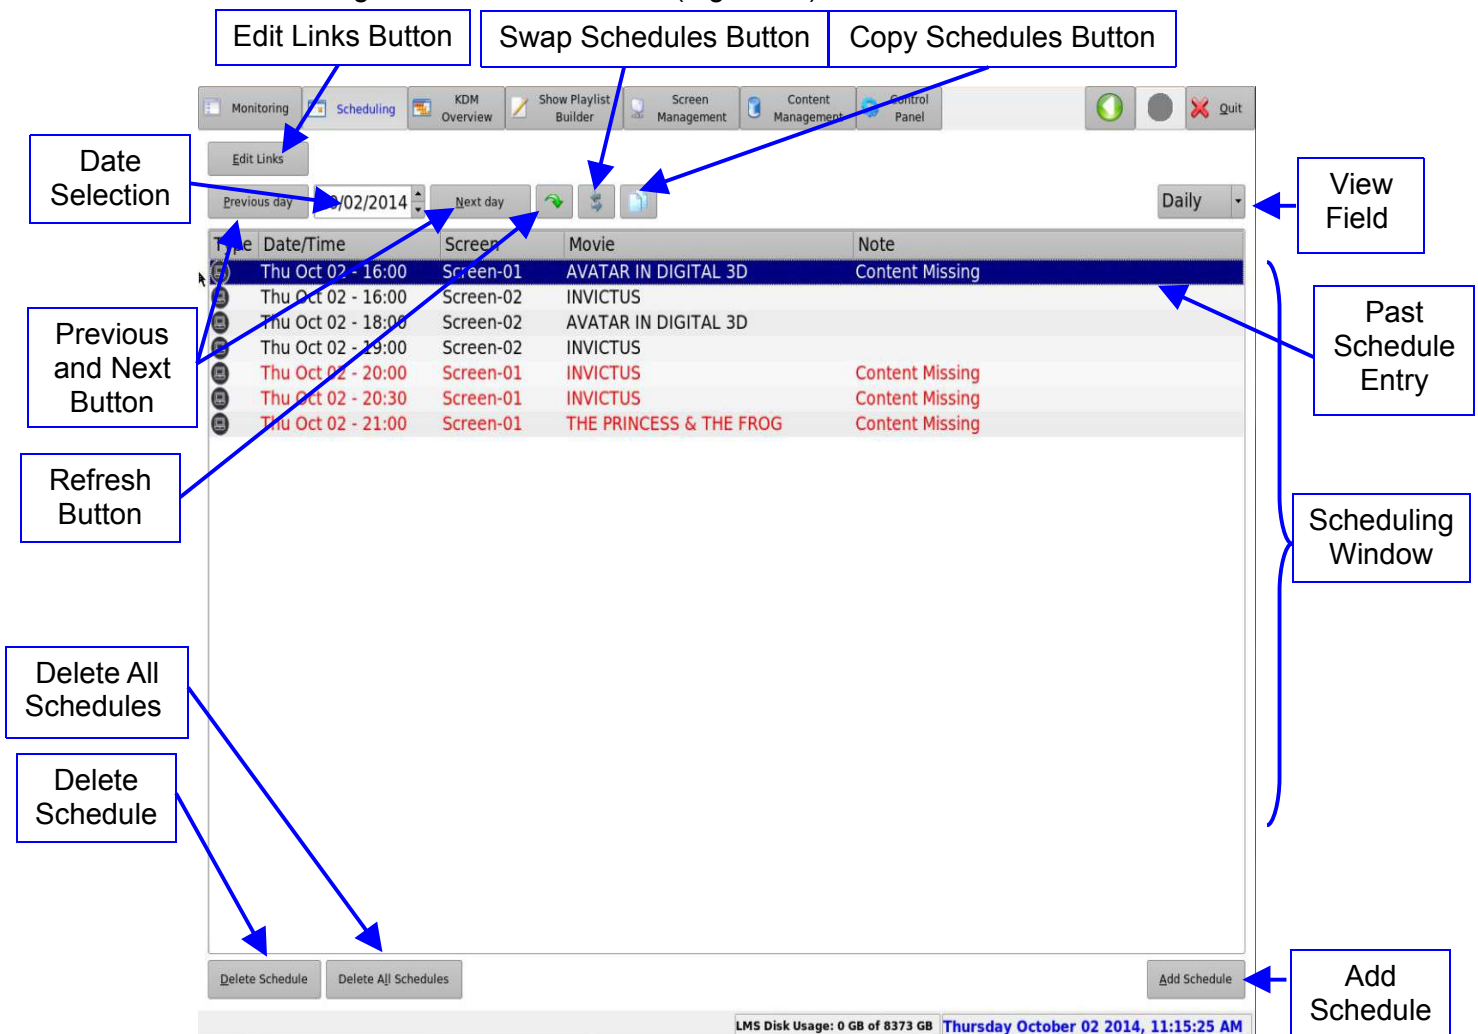 Edit Links Button
Swap Schedules Button
Copy Schedules Button
Monitoring
Scheduling
KDM Overview
Show Playlist Builder
Screen Management
Content Management
Control Panel
Quit
Edit Links
Date Selection
Previous day
/02/2014
Next day
Daily
View Field
Type Date/Time Screen Movie Note
Thu Oct 02 - 16:00 Screen-01 AVATAR IN DIGITAL 3D Content Missing
Thu Oct 02 - 16:00 Screen-02 INVICTUS
Thu Oct 02 - 18:00 Screen-02 AVATAR IN DIGITAL 3D
Thu Oct 02 - 19:00 Screen-02 INVICTUS
Thu Oct 02 - 20:00 Screen-01 INVICTUS Content Missing
Thu Oct 02 - 20:30 Screen-01 INVICTUS Content Missing
Thu Oct 02 - 21:00 Screen-01 THE PRINCESS & THE FROG Content Missing
Previous and Next Button
Past Schedule Entry
Refresh Button
Scheduling Window
Delete All Schedules
Delete Schedule
Delete Schedule
Delete All Schedules
Add Schedule
Add Schedule
LMS Disk Usage: 0 GB of 8373 GB
Thursday October 02 2014, 11:15:25 AM